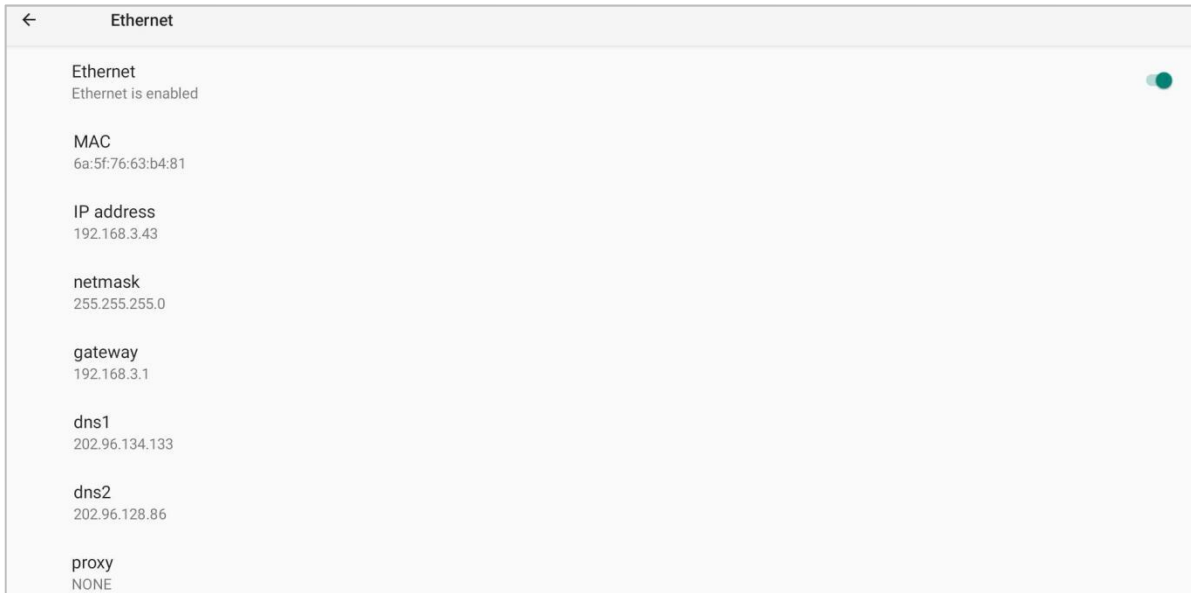 Ethernet
Ethernet
Ethernet is enabled
MAC
6a:5f:76:63:b4:81
IP address
192.168.3.43
netmask
255.255.255.0
gateway
192.168.3.1
dns1
202.96.134.133
dns2
202.96.128.86
proxy
NONE